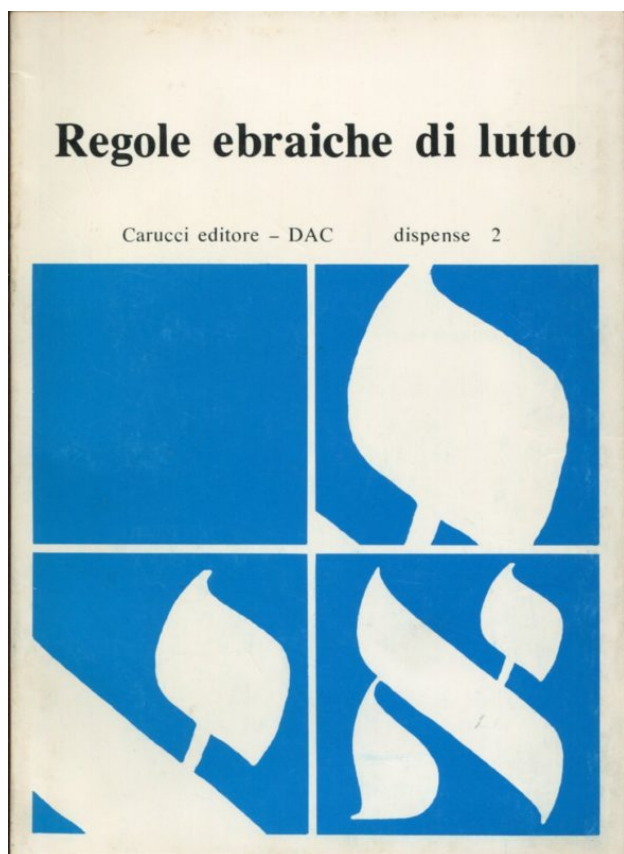 Regole ebraiche di lutto
Carucci editore – DAC dispense 2
א